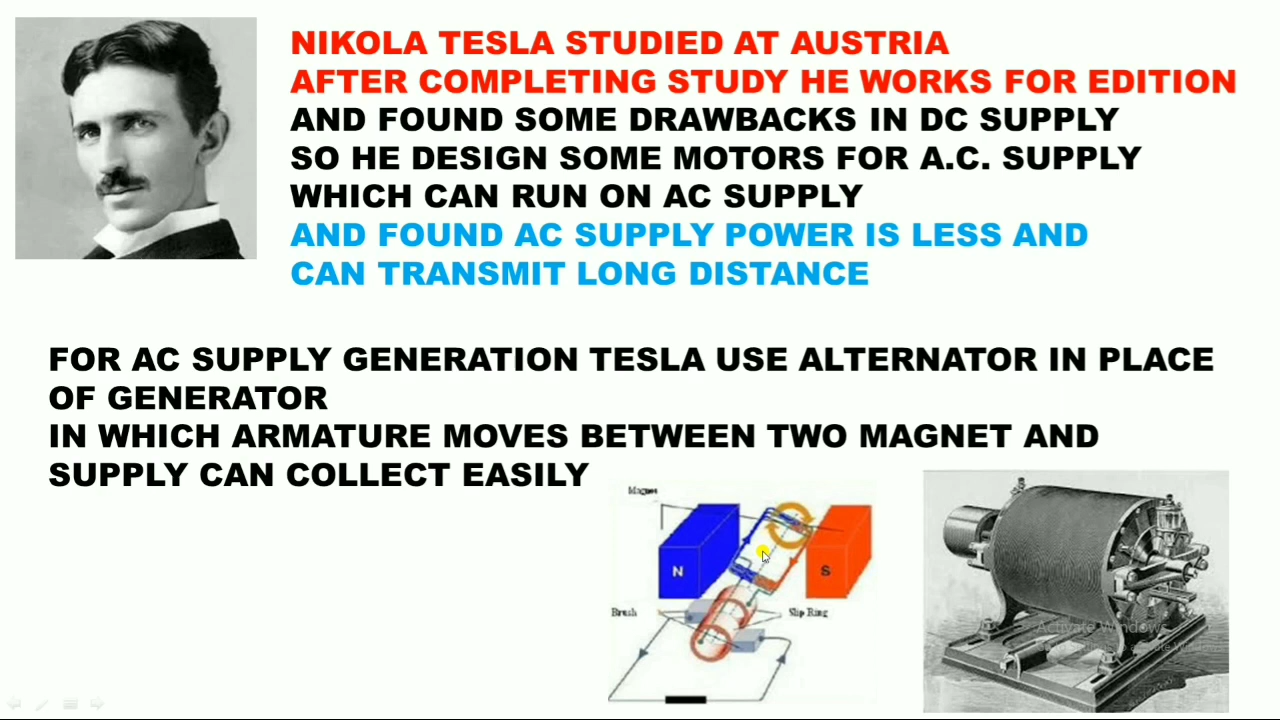 NIKOLA TESLA STUDIED AT AUSTRIA
AFTER COMPLETING STUDY HE WORKS FOR EDITION
AND FOUND SOME DRAWBACKS IN DC SUPPLY
SO HE DESIGN SOME MOTORS FOR A.C. SUPPLY
WHICH CAN RUN ON AC SUPPLY
AND FOUND AC SUPPLY POWER IS LESS AND
CAN TRANSMIT LONG DISTANCE
FOR AC SUPPLY GENERATION TESLA USE ALTERNATOR IN PLACE
OF GENERATOR
IN WHICH ARMATURE MOVES BETWEEN TWO MAGNET AND
SUPPLY CAN COLLECT EASILY
Magnet
N
S
Brush
Slip Ring
Activate Windows